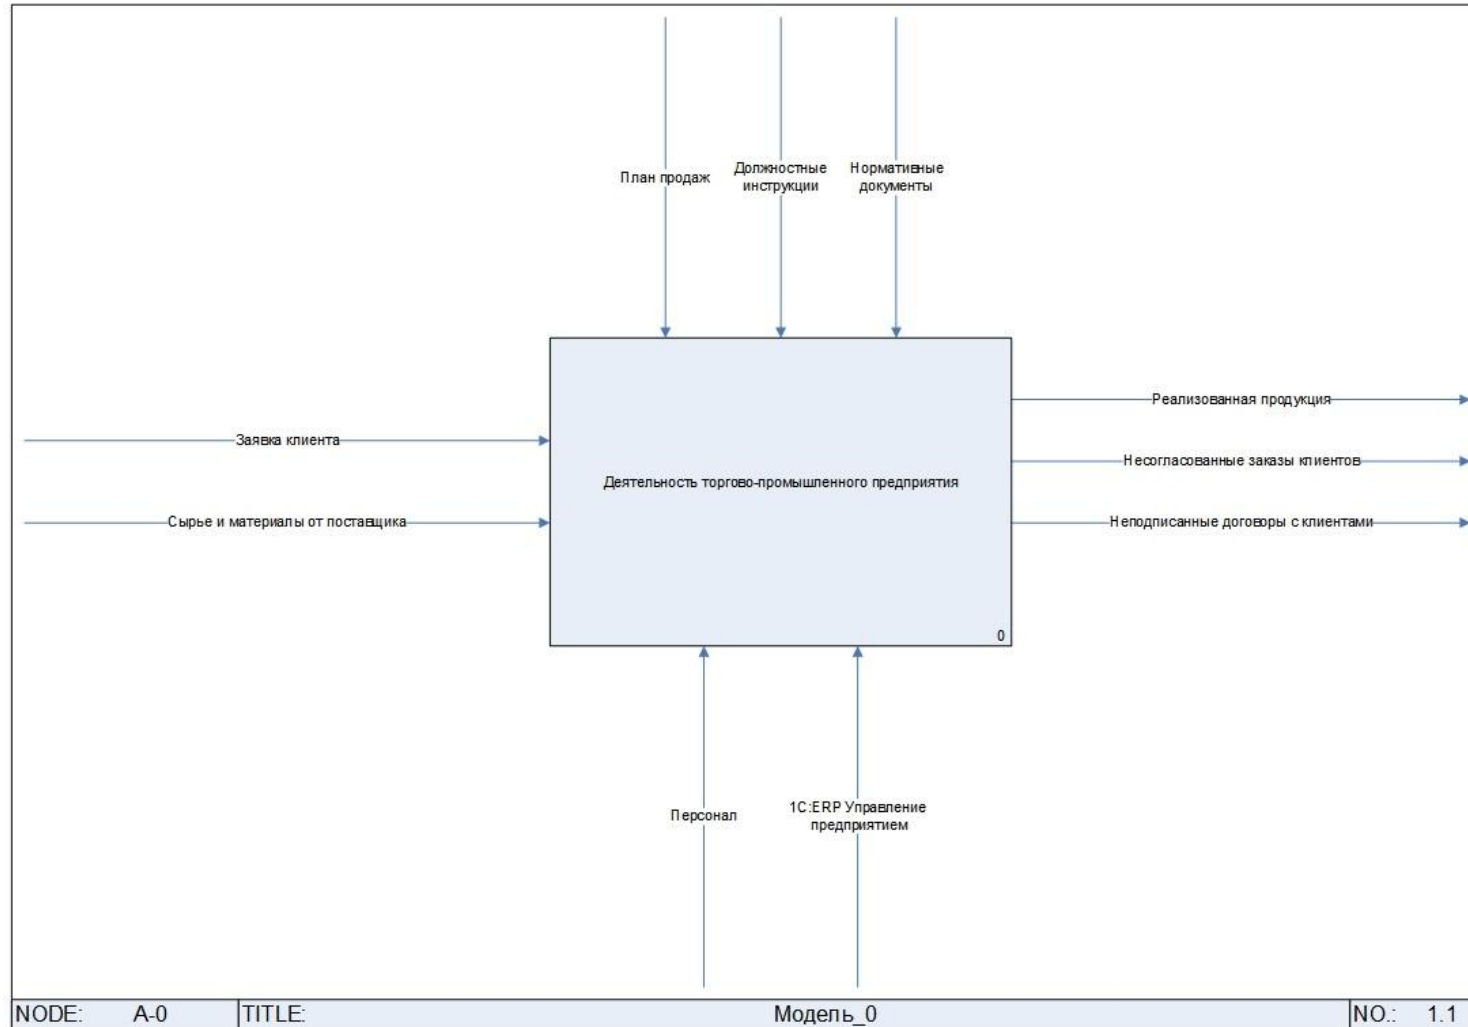 План продаж
Должностные
инструкции
Нормативные
документы
Заявка клиента
Сырье и материалы от поставщика
Деятельность торгово-промышленного предприятия
0
Реализованная продукция
Несогласованные заказы клиентов
Неподписанные договоры с клиентами
Персонал
1С:ERP Управление
предприятием
NODE: A-0
TITLE: Модель_0
NO.: 1.1